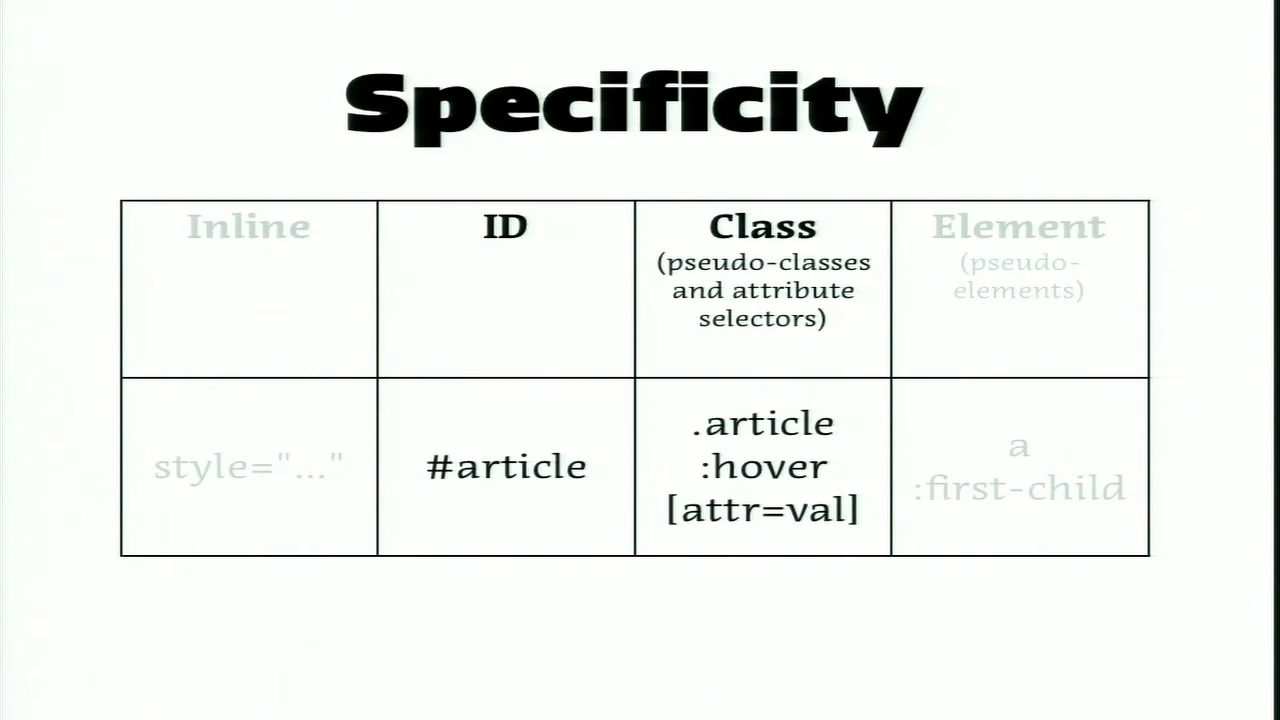 Specificity
Inline
ID
Class
(pseudo-classes
and attribute
selectors)
Element
(pseudo-
elements)
style="..."
#article
.article
:hover
[attr=val]
a
:first-child